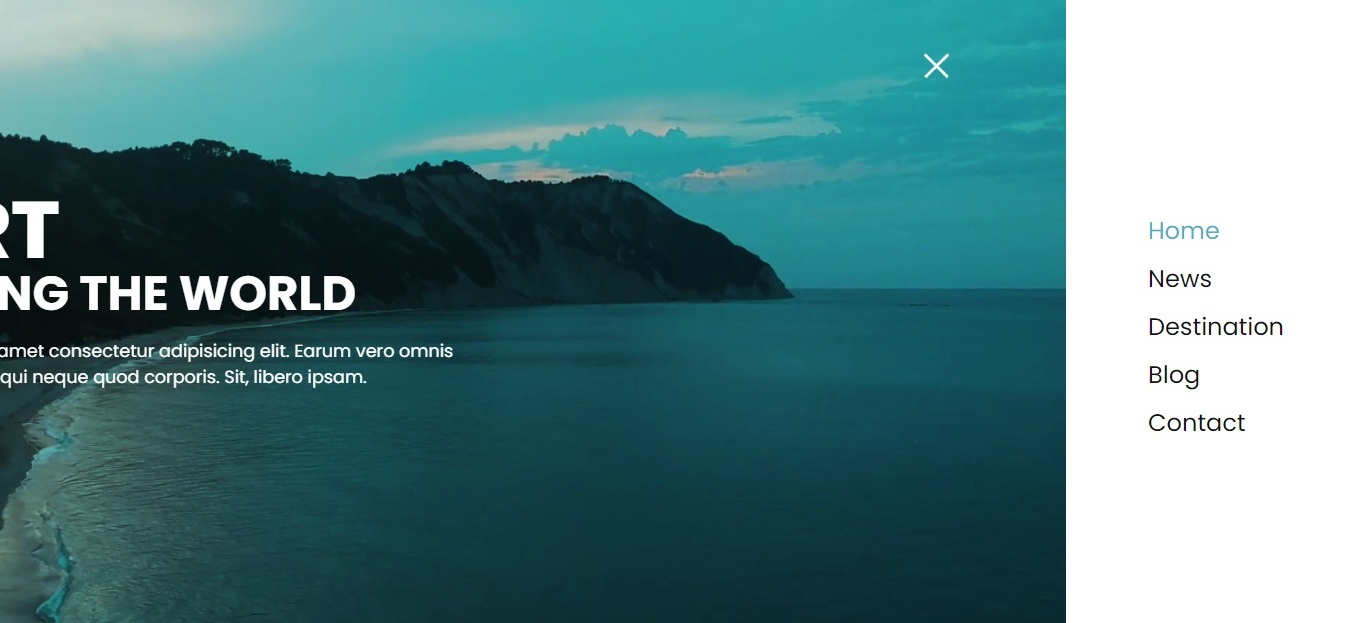 RT
NG THE WORLD
amet consectetur adipisicing elit. Earum vero omnis
qui neque quod corporis. Sit, libero ipsam.
Home
News
Destination
Blog
Contact